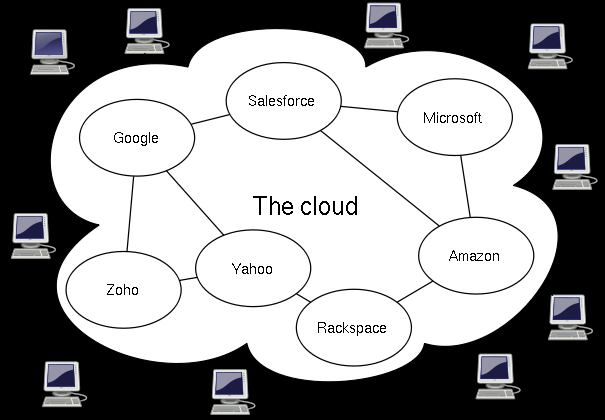 Salesforce
Microsoft
Google
The cloud
Yahoo
Amazon
Zoho
Rackspace